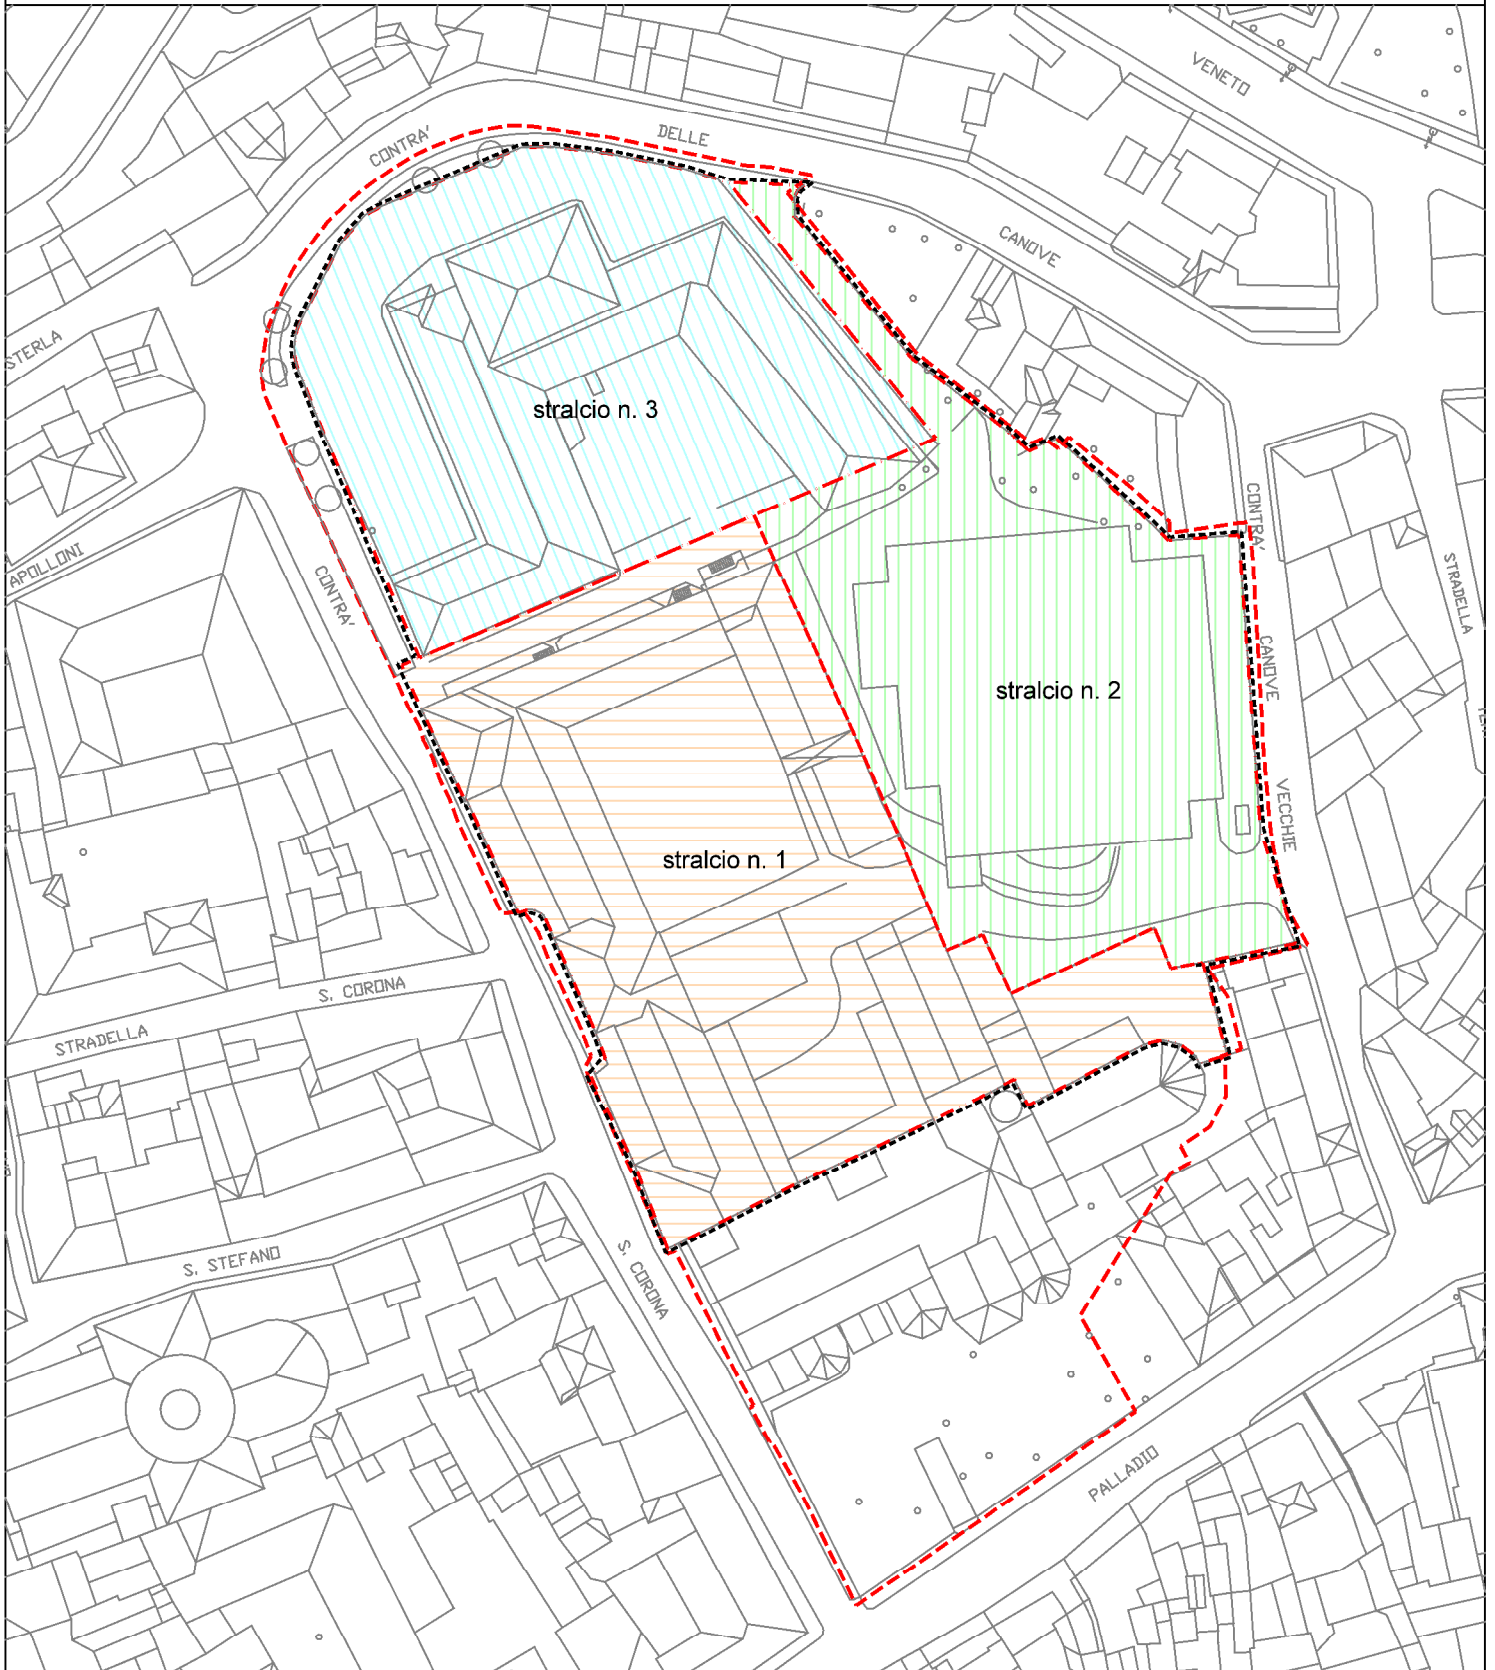 VENETO
CONTRA'
DELLE
CANOVE
STERLA
stralcio n. 3
CONTRA'
APOLLONI
CONTRA'
STRADELLA
CANOVE
stralcio n. 2
VECCHIE
stralcio n. 1
S. CORONA
STRADELLA
S. STEFANO
S. CORONA
PALLADIO